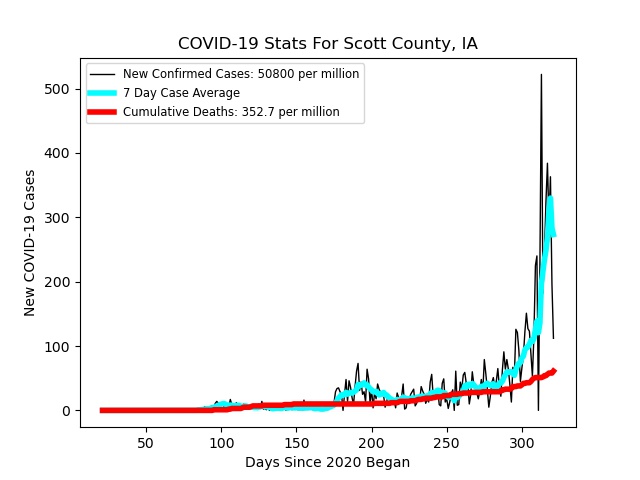 COVID-19 Stats For Scott County, IA
New Confirmed Cases: 50800 per million
7 Day Case Average
Cumulative Deaths: 352.7 per million
New COVID-19 Cases
500
400
300
200
100
0
50 100 150 200 250 300
Days Since 2020 Began